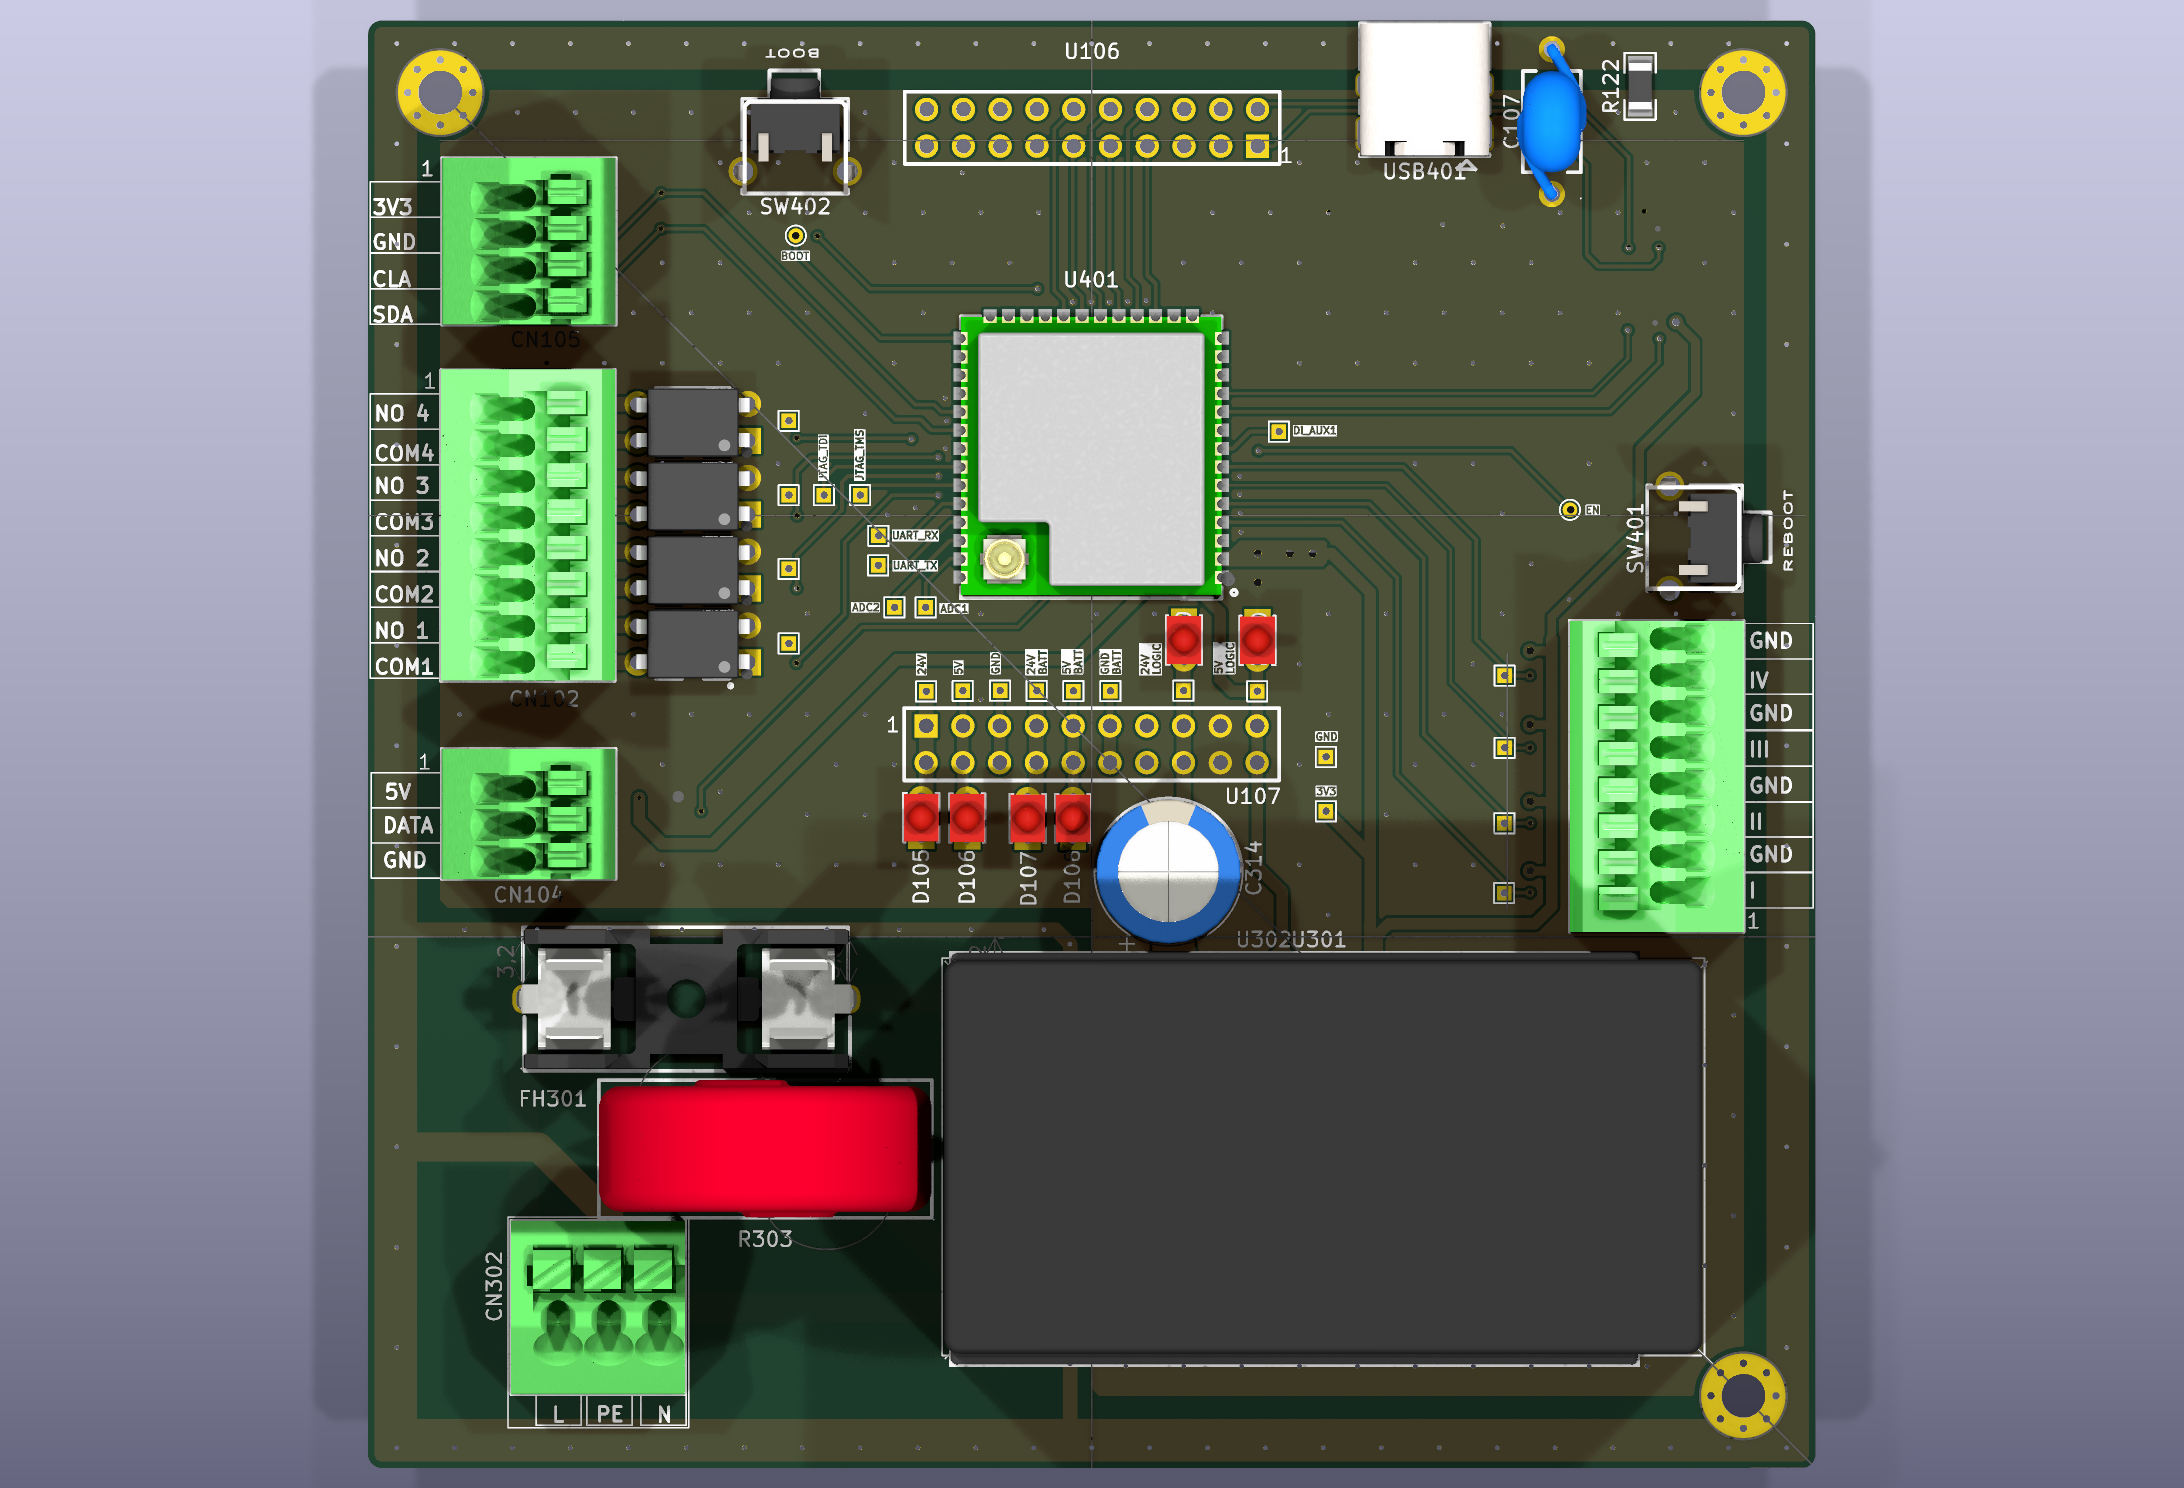 BOOT
U106
1
USB401
C107
R122
SW402
BOOT
U401
1
3V3
GND
CLA
SDA
CN105
1
NO 4
COM4
NO 3
COM3
NO 2
COM2
NO 1
COM1
CN102
JTAG_TDI
JTAG_TMS
UART_RX
UART_TX
ADC2
ADC1
DI_AUX1
EN
SW401
REBOOT
24V
5V
GND
24V
BATT
5V
BATT
GND
BATT
24V
LOGIC
5V
LOGIC
1
U107
GND
3V3
GND
IV
GND
III
GND
II
GND
I
1
1
5V
DATA
GND
CN104
D105
D106
D107
D108
C314
+
U302U301
3,2
FH301
R303
CN302
L
PE
N